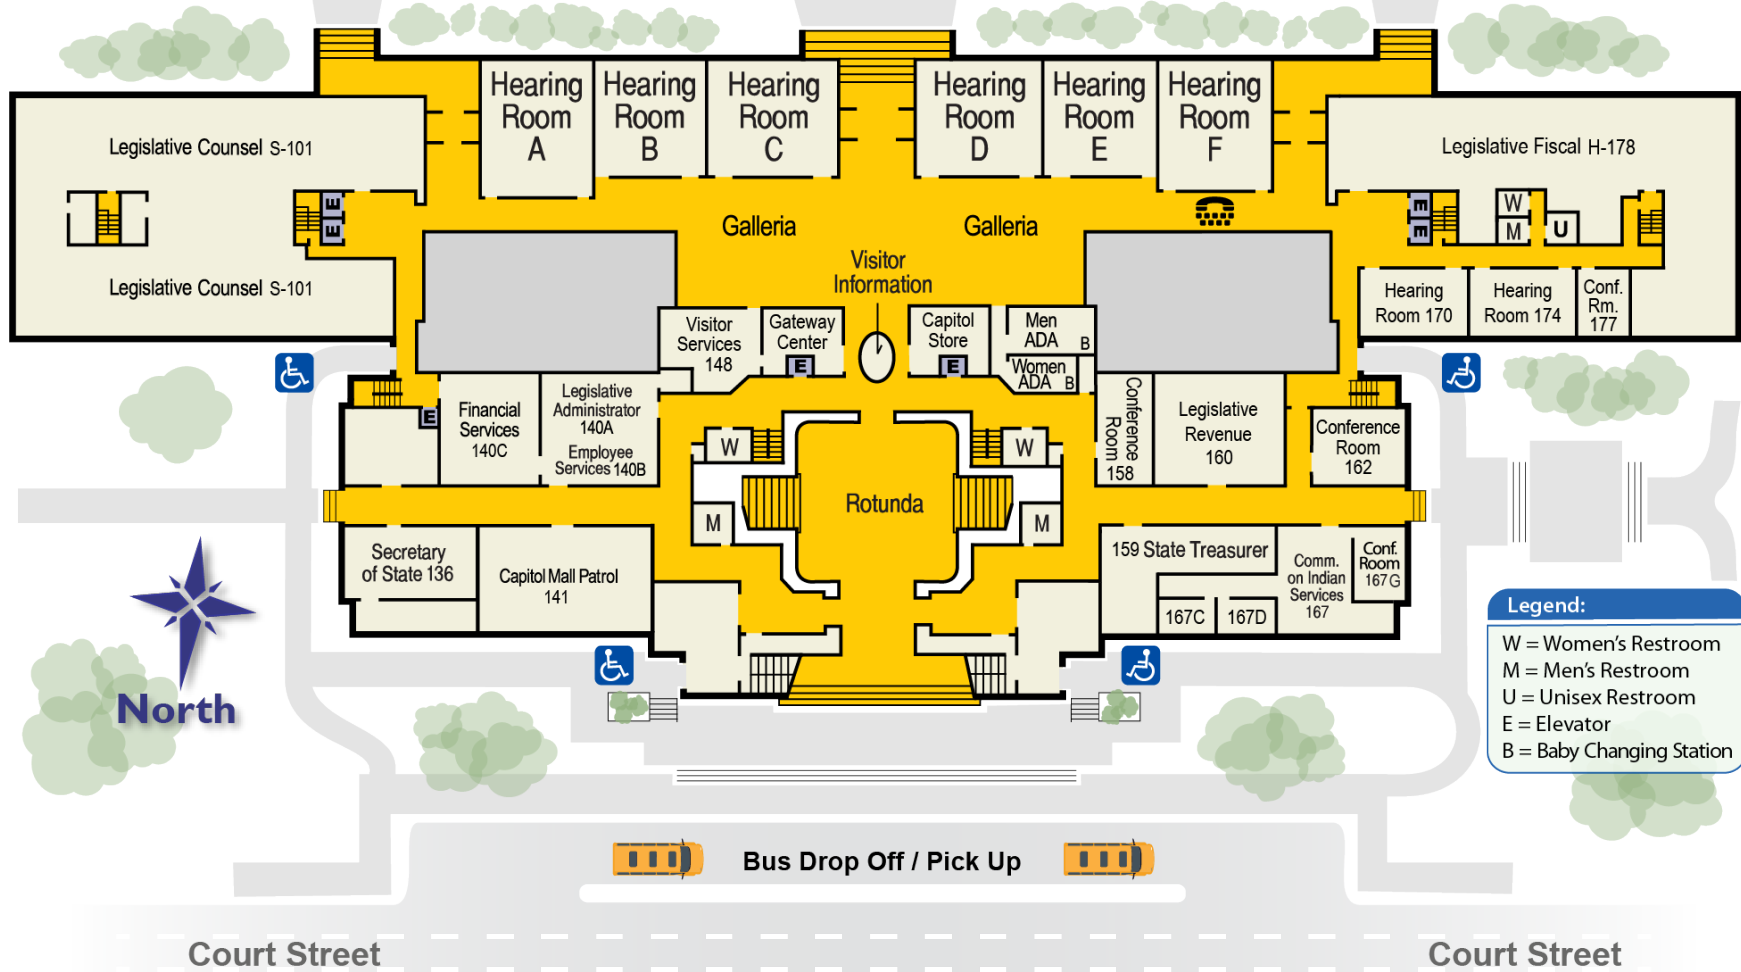 Hearing
Room
A
Hearing
Room
B
Hearing
Room
C
Hearing
Room
D
Hearing
Room
E
Hearing
Room
F
Legislative Counsel S-101
Legislative Fiscal H-178
E
E
E
E
W
M
U
Galleria
Galleria
Visitor
Information
Legislative Counsel S-101
Hearing
Room 170
Hearing
Room 174
Conf.
Rm.
177
Visitor
Services
148
Gateway
Center
E
Capitol
Store
E
Men
ADA
B
Women
ADA
B
Financial
Services
140C
E
Legislative
Administrator
140A
Employee
Services 140B
Conference
Room
158
Legislative
Revenue
160
Conference
Room
162
W
W
Rotunda
M
M
Secretary
of State 136
Capitol Mall Patrol
141
159 State Treasurer
167C
167D
Comm.
on Indian
Services
167
Conf.
Room
167G
North
Legend:
W = Women's Restroom
M = Men's Restroom
U = Unisex Restroom
E = Elevator
B = Baby Changing Station
Bus Drop Off / Pick Up
Court Street
Court Street